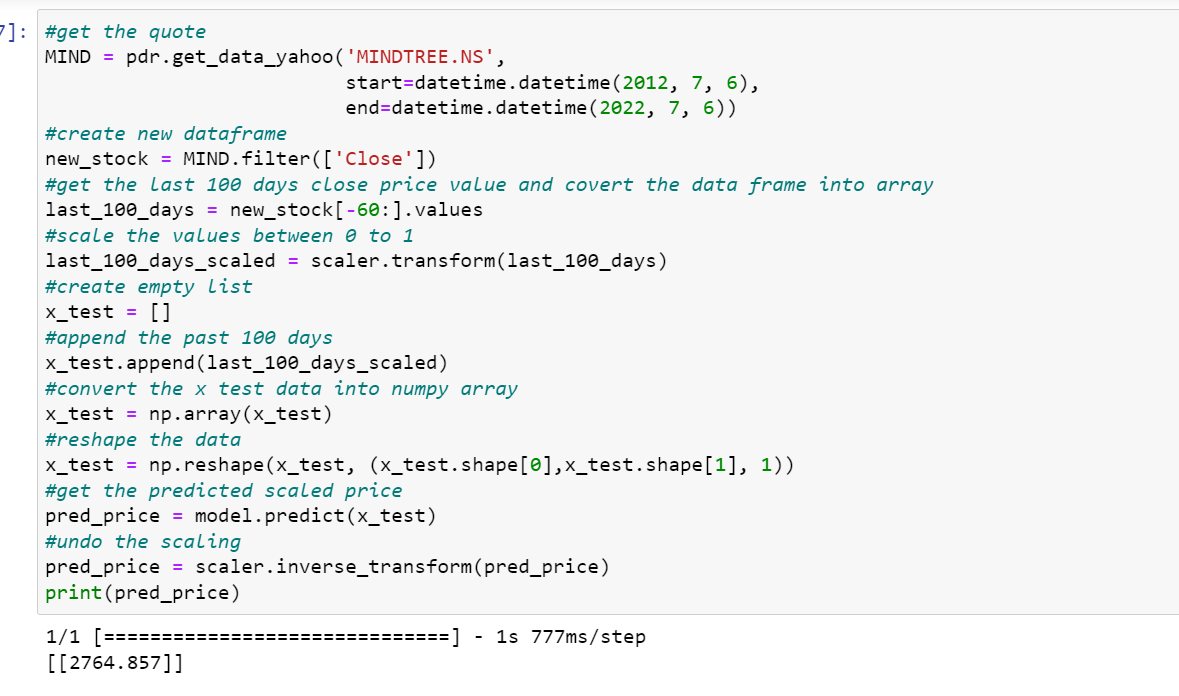 7]: #get the quote
MIND = pdr.get_data_yahoo('MINDTREE.NS',
start=datetime.datetime(2012, 7, 6),
end=datetime.datetime(2022, 7, 6))
#create new dataframe
new_stock = MIND.filter(['Close'])
#get the last 100 days close price value and covert the data frame into array
last_100_days = new_stock[-60:].values
#scale the values between 0 to 1
last_100_days_scaled = scaler.transform(last_100_days)
#create empty list
x_test = []
#append the past 100 days
x_test.append(last_100_days_scaled)
#convert the x test data into numpy array
x_test = np.array(x_test)
#reshape the data
x_test = np.reshape(x_test, (x_test.shape[0],x_test.shape[1], 1))
#get the predicted scaled price
pred_price = model.predict(x_test)
#undo the scaling
pred_price = scaler.inverse_transform(pred_price)
print(pred_price)
1/1 [==============================] - 1s 777ms/step
[[2764.857]]